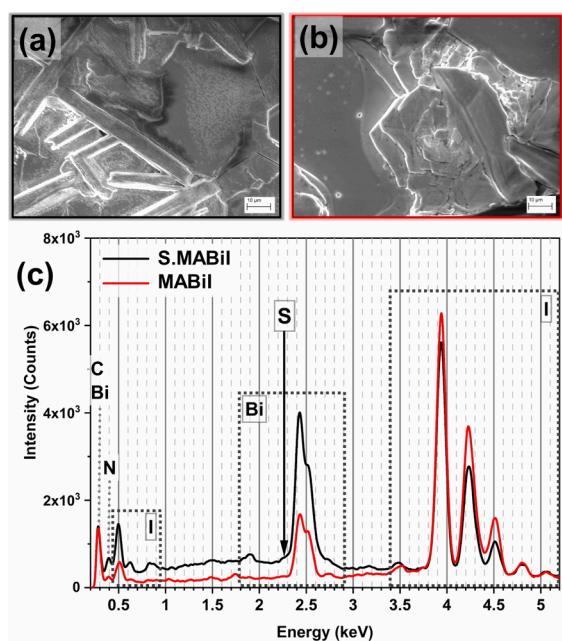 (a)
10 µm
(b)
10 µm
(c)
S.MABiI
MABiI
8x10³
6x10³
4x10³
2x10³
0
Intensity (Counts)
C
Bi
N
I
Bi
S
I
0.5 1 1.5 2 2.5 3 3.5 4 4.5 5
Energy (keV)